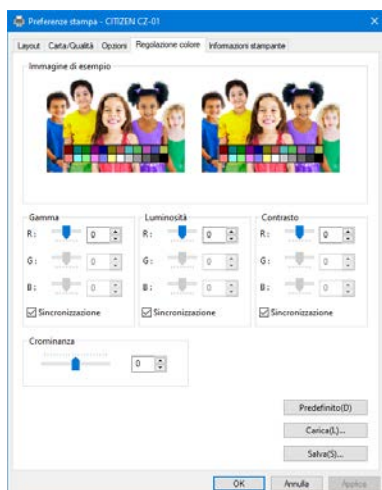 Preferenze stampa - CITIZEN CZ-01
Layout Carta/Qualità Opzioni Regolazione colore Informazioni stampante
Immagine di esempio
Gamma Luminosità Contrasto
R: 0 R: 0 R: 0
G: 0 G: 0 G: 0
B: 0 B: 0 B: 0
Sincronizzazione Sincronizzazione Sincronizzazione
Crominanza
0
Predefinito(D)
Carica(L)...
Salva(S)...
OK Annulla Applica